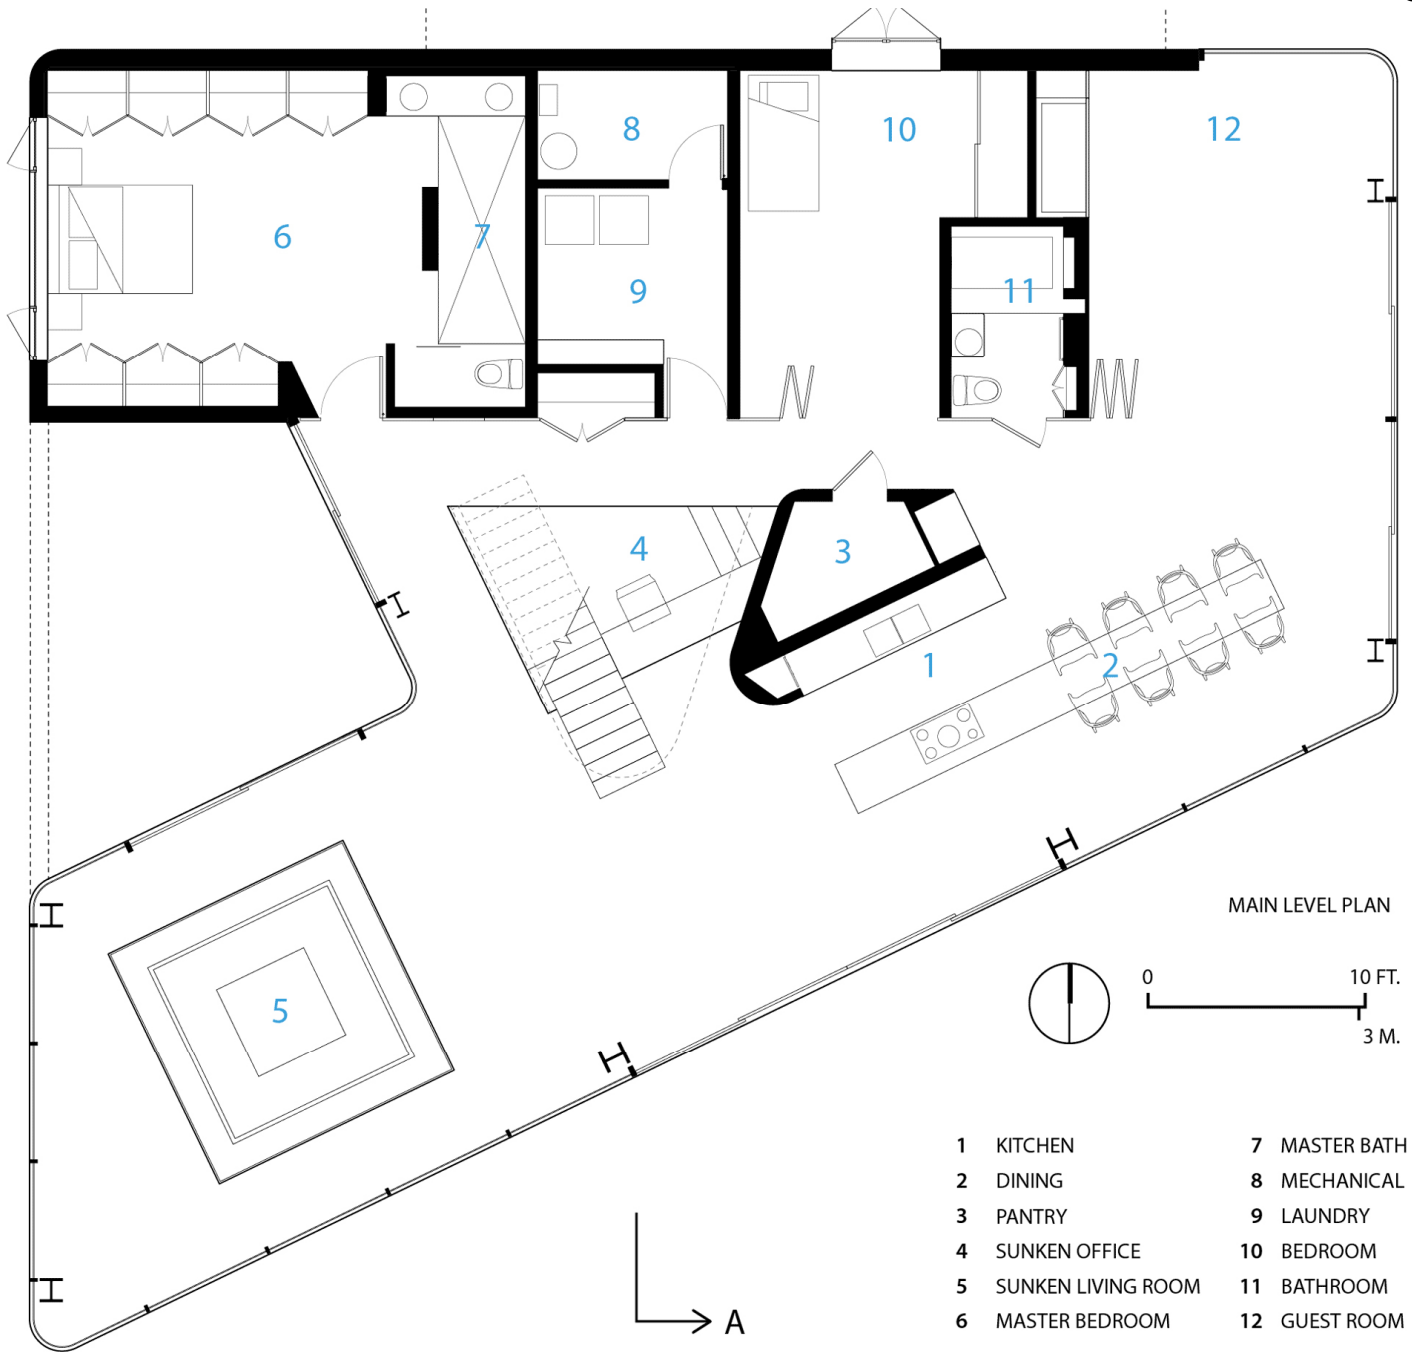 8
10
12
6
7
9
11
4
3
1
2
5
MAIN LEVEL PLAN
0 10 FT.
3 M.
A
1 KITCHEN
2 DINING
3 PANTRY
4 SUNKEN OFFICE
5 SUNKEN LIVING ROOM
6 MASTER BEDROOM
7 MASTER BATH
8 MECHANICAL
9 LAUNDRY
10 BEDROOM
11 BATHROOM
12 GUEST ROOM